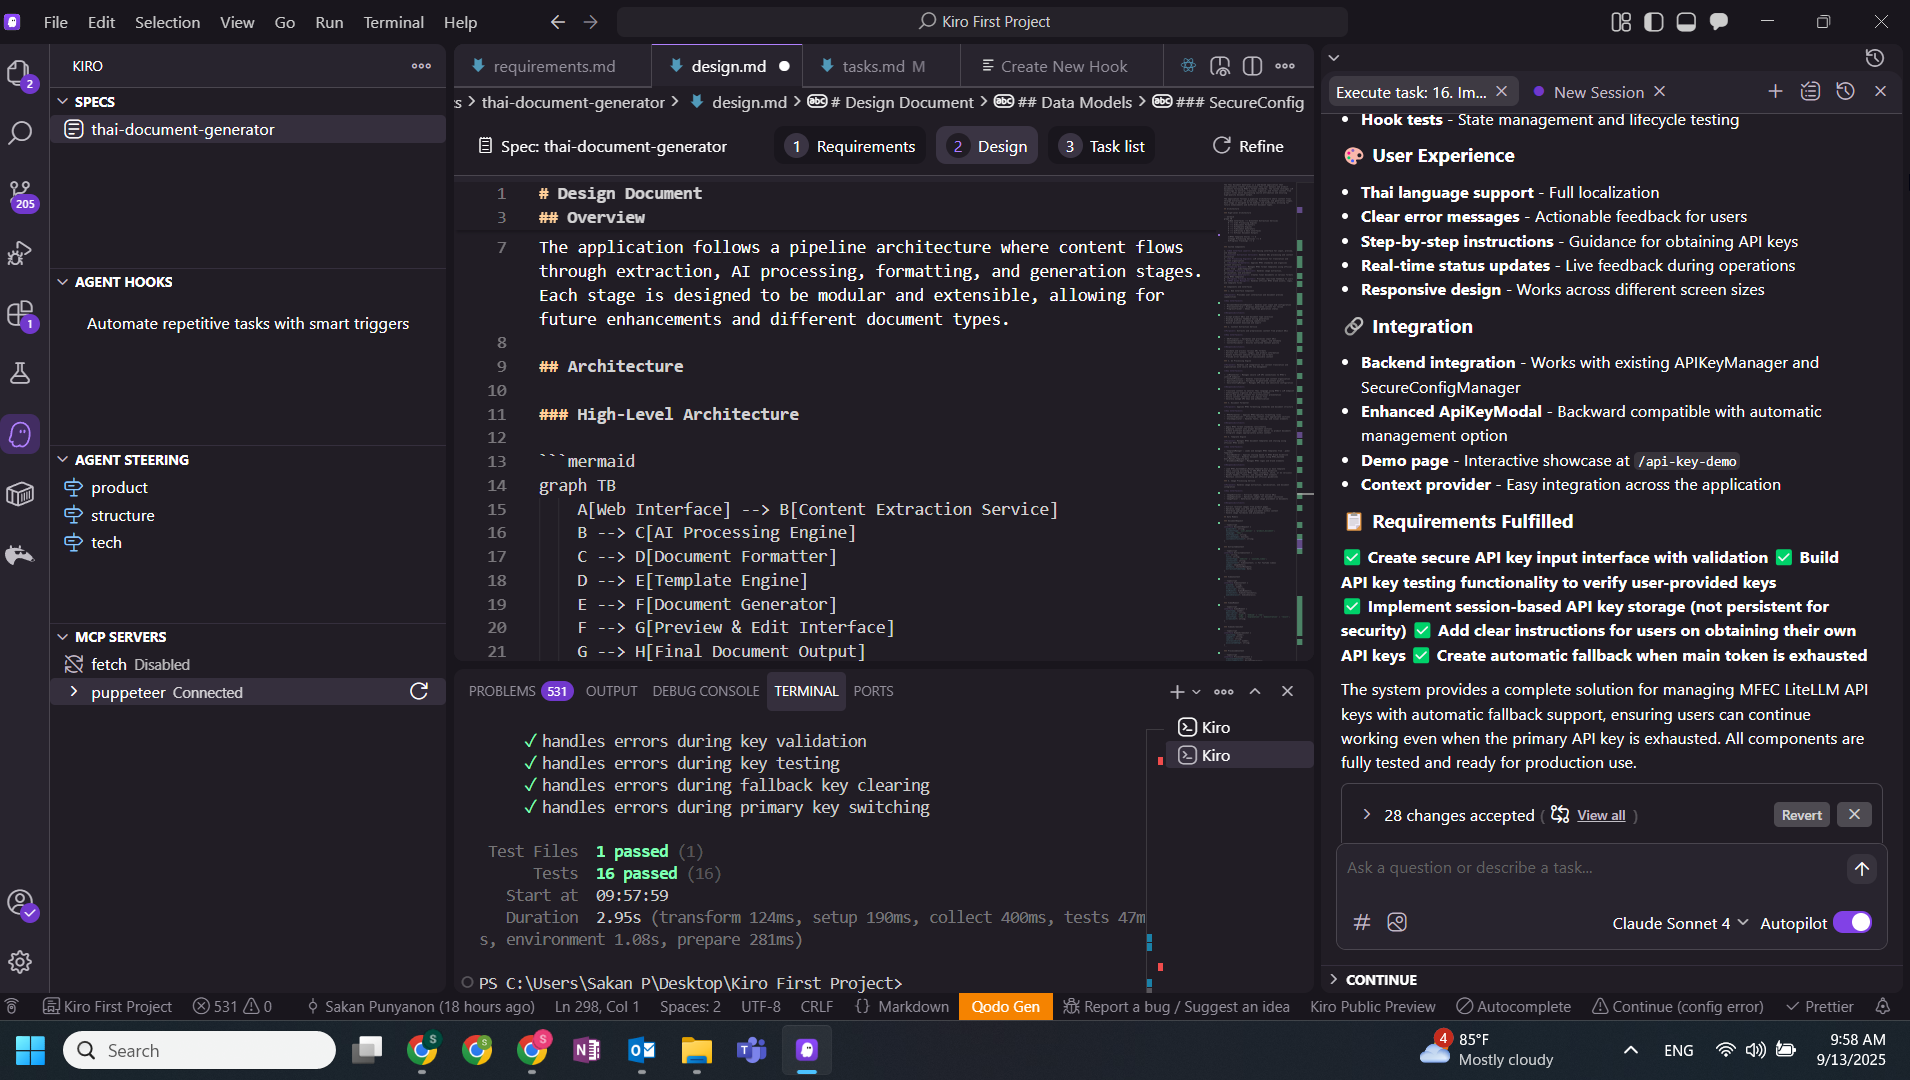 File Edit Selection View Go Run Terminal Help
Kiro First Project
2
205
1
KIRO
SPECS
thai-document-generator
AGENT HOOKS
Automate repetitive tasks with smart triggers
AGENT STEERING
product
structure
tech
MCP SERVERS
fetch Disabled
puppeteer Connected
requirements.md
design.md
tasks.md M
Create New Hook
s > thai-document-generator > design.md > # Design Document > ## Data Models > ### SecureConfig
Spec: thai-document-generator
1 Requirements
2 Design
3 Task list
Refine
1 # Design Document
3 ## Overview
7 The application follows a pipeline architecture where content flows
through extraction, AI processing, formatting, and generation stages.
Each stage is designed to be modular and extensible, allowing for
future enhancements and different document types.
8
9 ## Architecture
10
11 ### High-Level Architecture
12
13 ```mermaid
14 graph TB
15 A[Web Interface] --> B[Content Extraction Service]
16 B --> C[AI Processing Engine]
17 C --> D[Document Formatter]
18 D --> E[Template Engine]
19 E --> F[Document Generator]
20 F --> G[Preview & Edit Interface]
21 G --> H[Final Document Output]
PROBLEMS 531 OUTPUT DEBUG CONSOLE TERMINAL PORTS
✓ handles errors during key validation
✓ handles errors during key testing
✓ handles errors during fallback key clearing
✓ handles errors during primary key switching
Test Files 1 passed (1)
Tests 16 passed (16)
Start at 09:57:59
Duration 2.95s (transform 124ms, setup 190ms, collect 400ms, tests 47m
s, environment 1.08s, prepare 281ms)
PS C:\Users\Sakan P\Desktop\Kiro First Project>
Kiro
Kiro
Execute task: 16. Im...
New Session
• Hook tests - State management and lifecycle testing
🎨 User Experience
• Thai language support - Full localization
• Clear error messages - Actionable feedback for users
• Step-by-step instructions - Guidance for obtaining API keys
• Real-time status updates - Live feedback during operations
• Responsive design - Works across different screen sizes
🔗 Integration
• Backend integration - Works with existing APIKeyManager and
SecureConfigManager
• Enhanced ApiKeyModal - Backward compatible with automatic
management option
• Demo page - Interactive showcase at /api-key-demo
• Context provider - Easy integration across the application
📋 Requirements Fulfilled
✅ Create secure API key input interface with validation ✅ Build
API key testing functionality to verify user-provided keys
✅ Implement session-based API key storage (not persistent for
security) ✅ Add clear instructions for users on obtaining their own
API keys ✅ Create automatic fallback when main token is exhausted
The system provides a complete solution for managing MFEC LiteLLM API
keys with automatic fallback support, ensuring users can continue
working even when the primary API key is exhausted. All components are
fully tested and ready for production use.
28 changes accepted ( View all )
Revert
Ask a question or describe a task...
Claude Sonnet 4
Autopilot
CONTINUE
Kiro First Project
531 0
Sakan Punyanon (18 hours ago)
Ln 298, Col 1
Spaces: 2
UTF-8
CRLF
{} Markdown
Qodo Gen
Report a bug / Suggest an idea
Kiro Public Preview
Autocomplete
Continue (config error)
Prettier
Search
S
S
S
4
85°F
Mostly cloudy
ENG
9:58 AM
9/13/2025